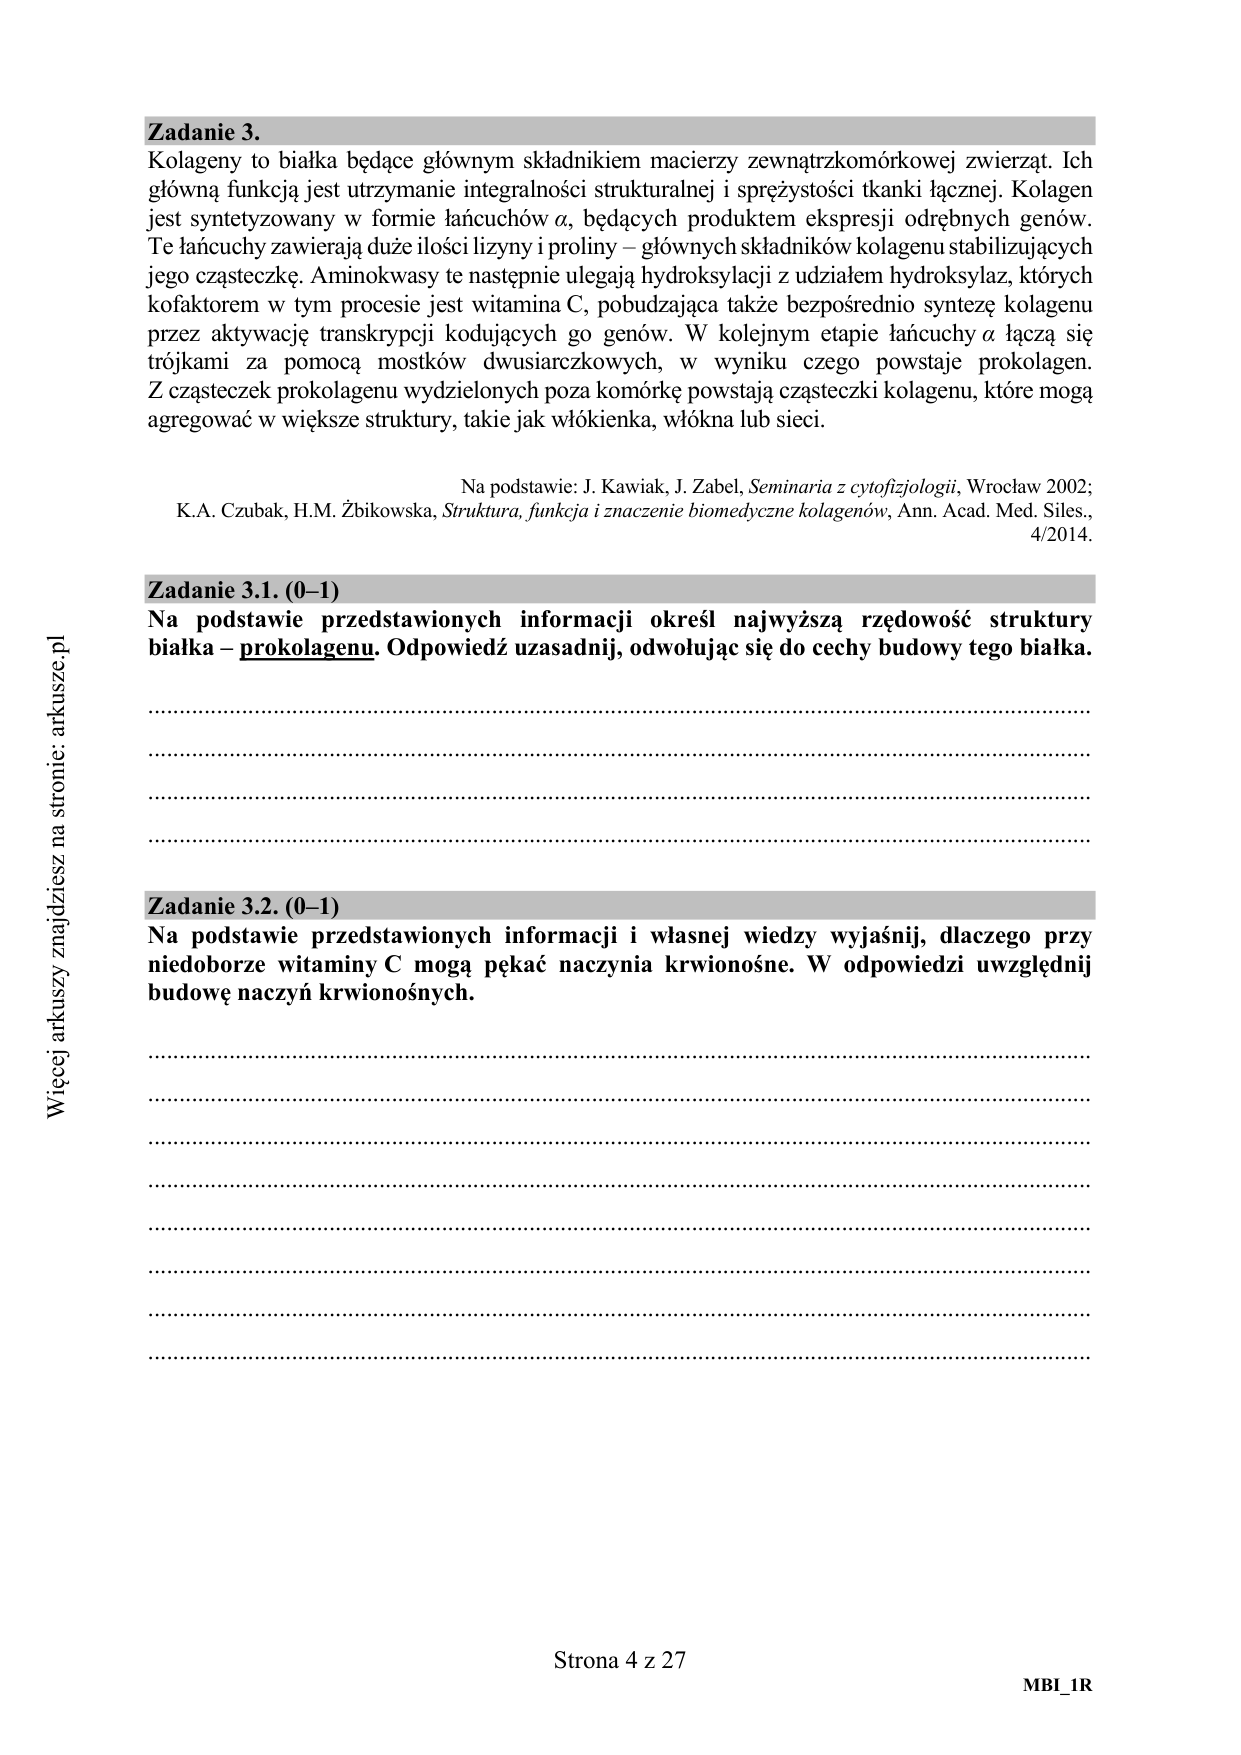 Zadanie 3.
Kolageny to białka będące głównym składnikiem macierzy zewnątrzkomórkowej zwierząt. Ich
główną funkcją jest utrzymanie integralności strukturalnej i sprężystości tkanki łącznej. Kolagen
jest syntetyzowany w formie łańcuchów α, będących produktem ekspresji odrębnych genów.
Te łańcuchy zawierają duże ilości lizyny i proliny – głównych składników kolagenu stabilizujących
jego cząsteczkę. Aminokwasy te następnie ulegają hydroksylacji z udziałem hydroksylaz, których
kofaktorem w tym procesie jest witamina C, pobudzająca także bezpośrednio syntezę kolagenu
przez aktywację transkrypcji kodujących go genów. W kolejnym etapie łańcuchy α łączą się
trójkami za pomocą mostków dwusiarczkowych, w wyniku czego powstaje prokolagen.
Z cząsteczek prokolagenu wydzielonych poza komórkę powstają cząsteczki kolagenu, które mogą
agregować w większe struktury, takie jak włókienka, włókna lub sieci.
Na podstawie: J. Kawiak, J. Zabel, Seminaria z cytofizjologii, Wrocław 2002;
K.A. Czubak, H.M. Żbikowska, Struktura, funkcja i znaczenie biomedyczne kolagenów, Ann. Acad. Med. Siles.,
4/2014.
Zadanie 3.1. (0–1)
Na podstawie przedstawionych informacji określ najwyższą rzędowość struktury
białka – prokolagenu. Odpowiedź uzasadnij, odwołując się do cechy budowy tego białka.
Zadanie 3.2. (0–1)
Na podstawie przedstawionych informacji i własnej wiedzy wyjaśnij, dlaczego przy
niedoborze witaminy C mogą pękać naczynia krwionośne. W odpowiedzi uwzględnij
budowę naczyń krwionośnych.
Więcej arkuszy znajdziesz na stronie: arkusze.pl
Strona 4 z 27
MBI_1R